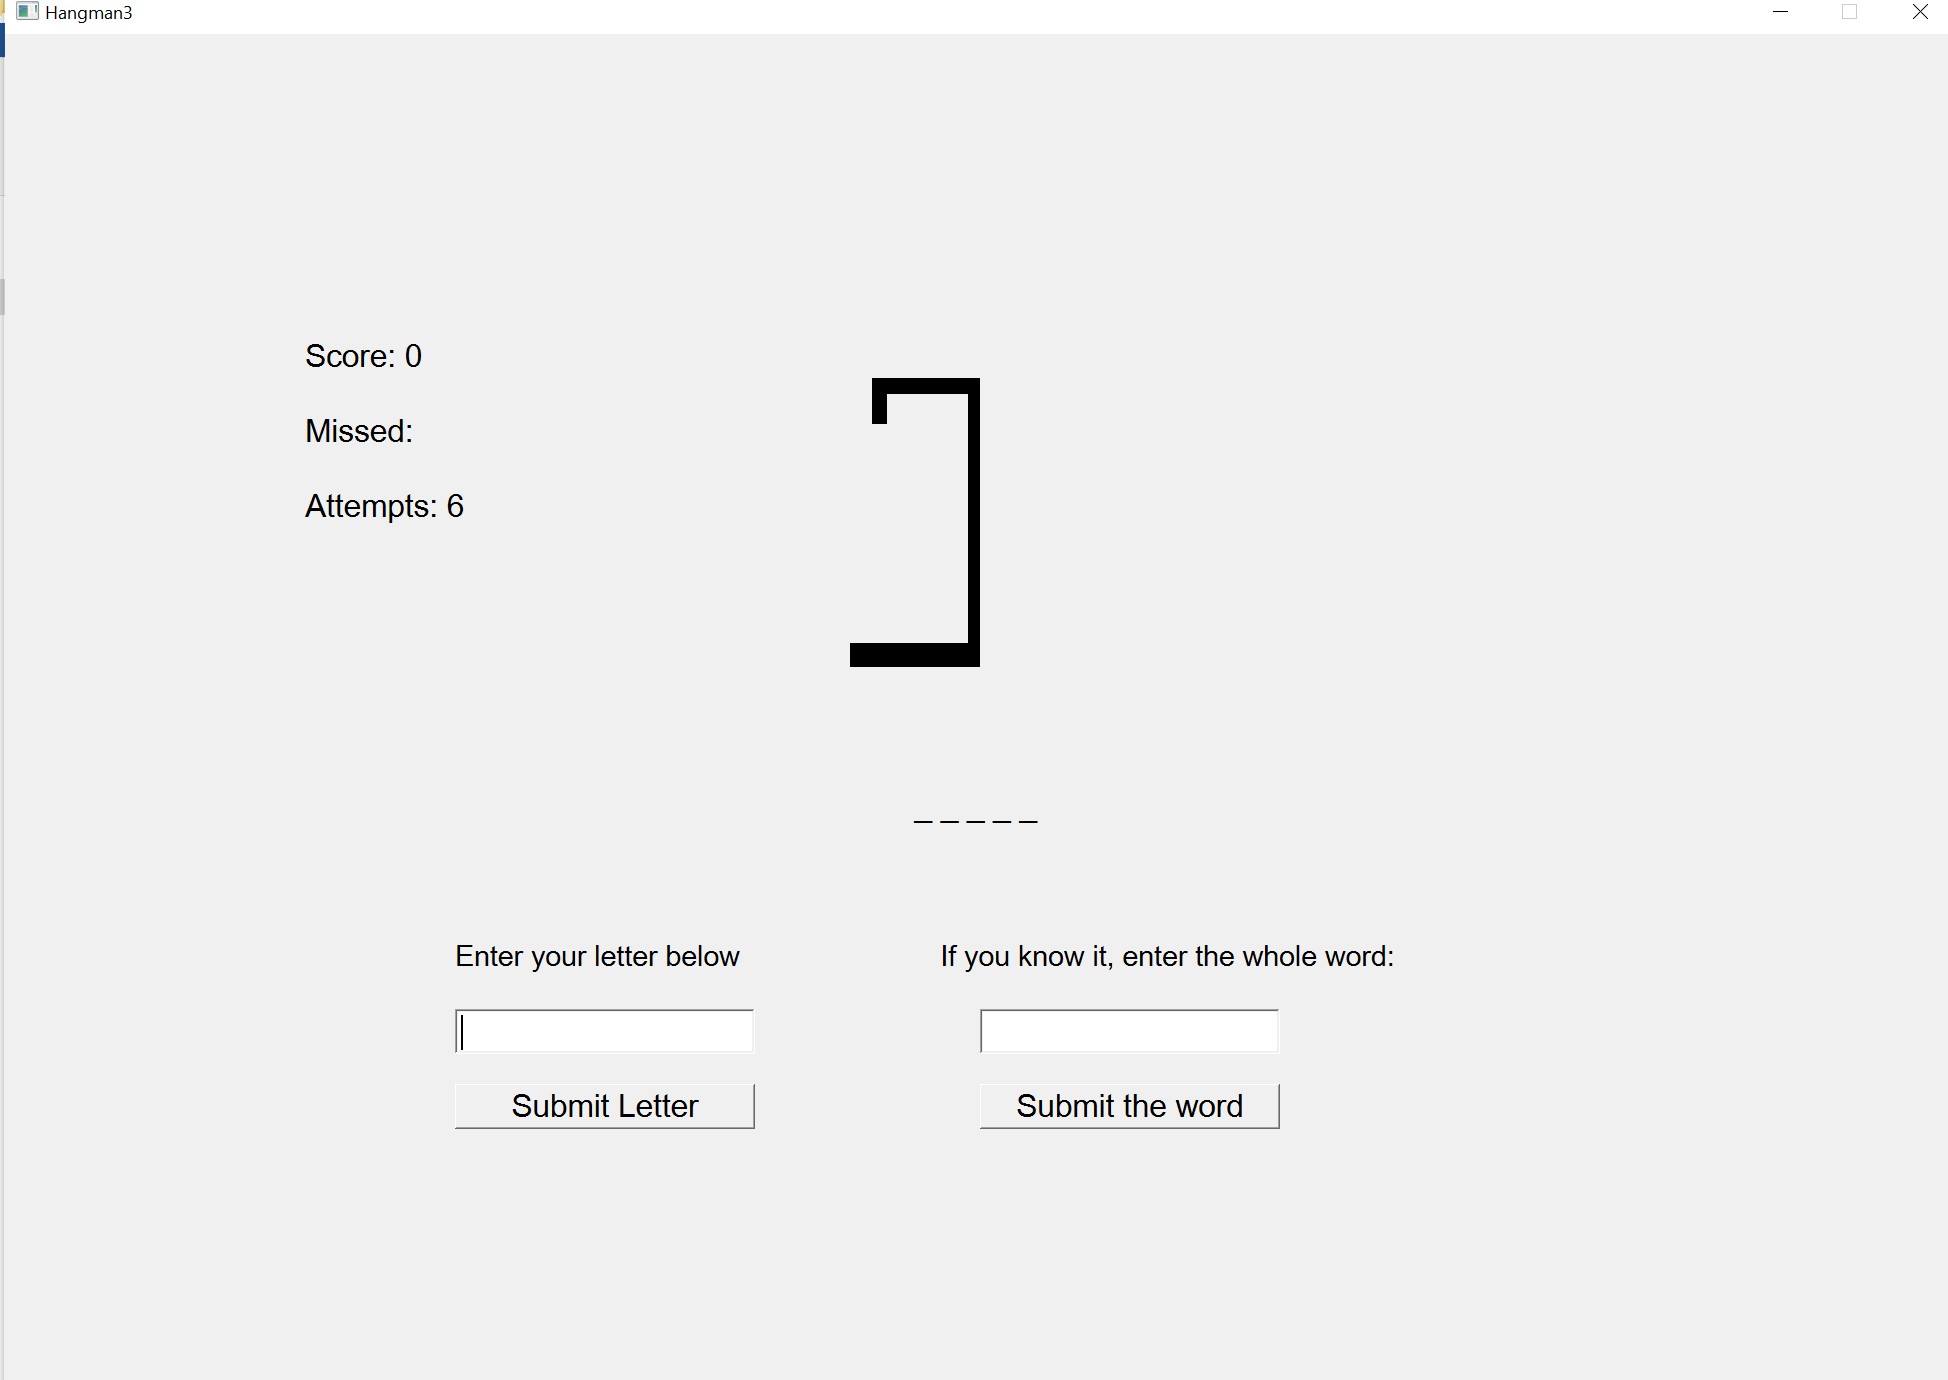 Hangman3
Score: 0
Missed:
Attempts: 6
_ _ _ _ _
Enter your letter below
If you know it, enter the whole word:
Submit Letter
Submit the word